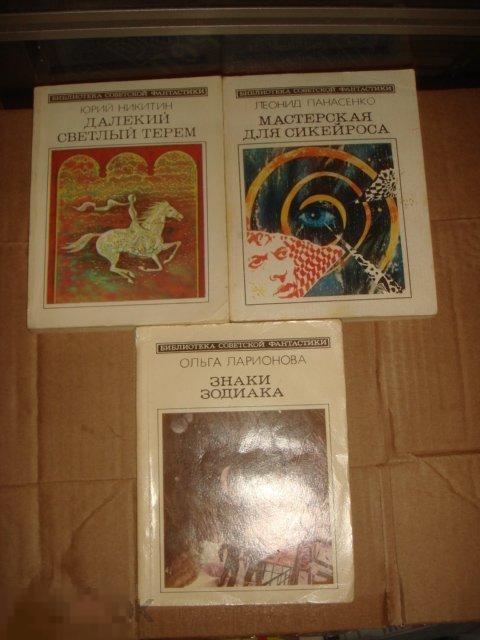 БИБЛИОТЕКА СОВЕТСКОЙ ФАНТАСТИКИ
ЮРИЙ НИКИТИН
ДАЛЕКИЙ
СВЕТЛЫЙ ТЕРЕМ
БИБЛИОТЕКА СОВЕТСКОЙ ФАНТАСТИКИ
ЛЕОНИД ПАНАСЕНКО
МАСТЕРСКАЯ
ДЛЯ СИКЕЙРОСА
БИБЛИОТЕКА СОВЕТСКОЙ ФАНТАСТИКИ
ОЛЬГА ЛАРИОНОВА
ЗНАКИ
ЗОДИАКА